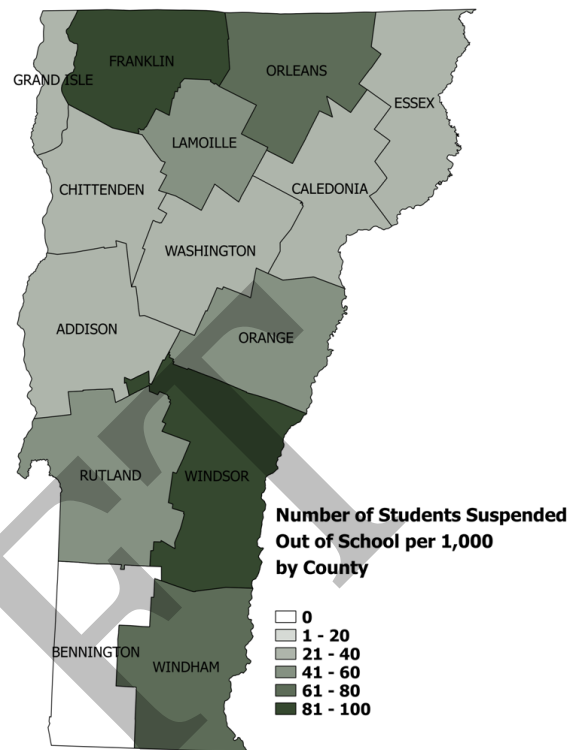 FRANKLIN
ORLEANS
GRAND ISLE
ESSEX
LAMOILLE
CHITTENDEN
CALEDONIA
WASHINGTON
ADDISON
ORANGE
RUTLAND
WINDSOR
Number of Students Suspended
Out of School per 1,000
by County
0
1 - 20
21 - 40
41 - 60
61 - 80
81 - 100
BENNINGTON
WINDHAM